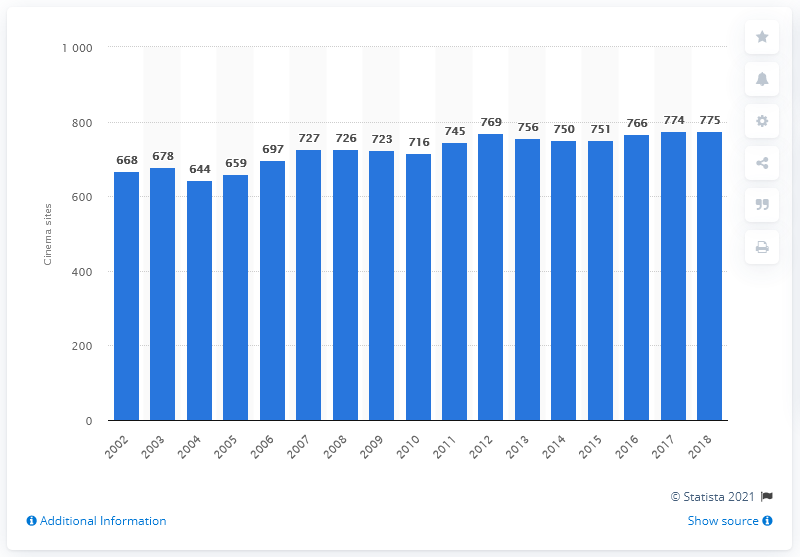 1 000
800
600
400
200
0
Cinema sites
668 678 644 659 697 727 726 723 716 745 769 756 750 751 766 774 775
2002 2003 2004 2005 2006 2007 2008 2009 2010 2011 2012 2013 2014 2015 2016 2017 2018
© Statista 2021
Additional Information
Show source